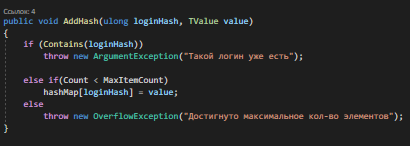 Ссылок: 4
public void AddHash(ulong loginHash, TValue value)
{
if (Contains(loginHash))
throw new ArgumentException("Такой логин уже есть");
else if(Count < MaxItemCount)
hashMap[loginHash] = value;
else
throw new OverflowException("Достигнуто максимальное кол-во элементов");
}